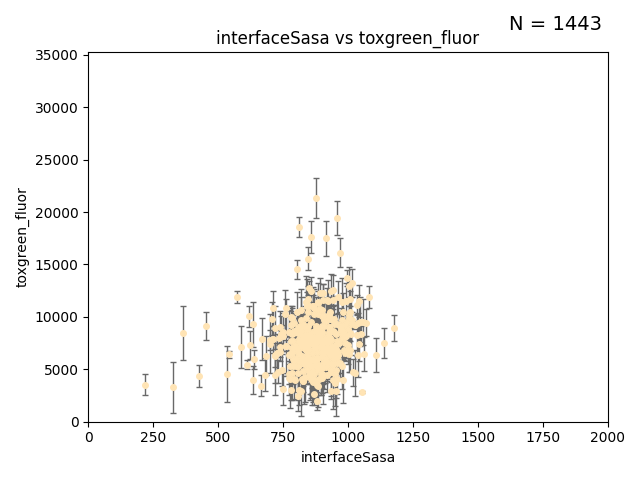 N = 1443
interfaceSasa vs toxgreen_fluor
toxgreen_fluor
35000
30000
25000
20000
15000
10000
5000
0
0 250 500 750 1000 1250 1500 1750 2000
interfaceSasa